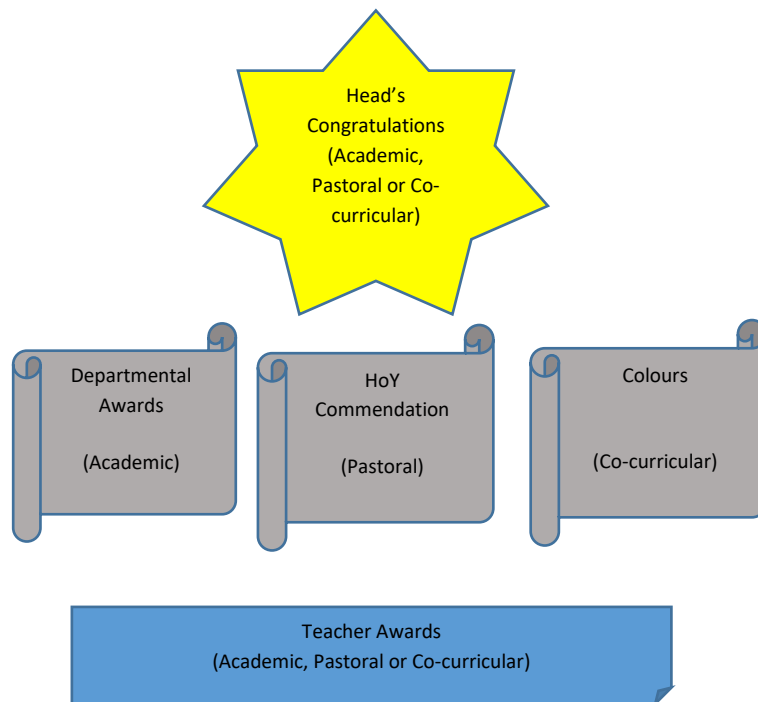 Head’s
Congratulations
(Academic,
Pastoral or Co-
curricular)
Departmental
Awards
(Academic)
HoY
Commendation
(Pastoral)
Colours
(Co-curricular)
Teacher Awards
(Academic, Pastoral or Co-curricular)